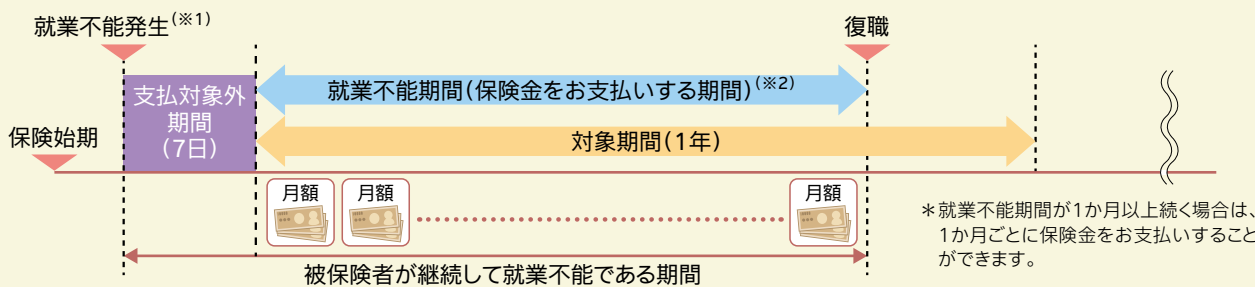 就業不能発生(※1)
復職
支払対象外
期間
(7日)
就業不能期間(保険金をお支払いする期間)(※2)
保険始期
対象期間(1年)
月額
月額
月額
＊就業不能期間が1か月以上続く場合は、
1か月ごとに保険金をお支払いすること
ができます。
被保険者が継続して就業不能である期間